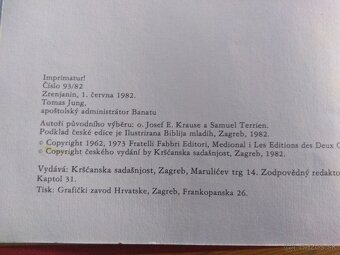 Imprimatur!
Číslo 93/82
Zrenjanin, 1. června 1982.
Tomas Jung,
apoštolský administrátor Banatu
Autoři původního výběru: o. Josef E. Krause a Samuel Terrien.
Podklad české edice je Ilustrirana Biblija mladih, Zagreb, 1982.
© Copyright 1962, 1973 Fratelli Fabbri Editori, Medional i Les Editions des Deux
© Copyright českého vydání by Kršćanska sadašnjost, Zagreb, 1982.
Vydává: Kršćanska sadašnjost, Zagreb, Marulićev trg 14. Zodpovědný redaktor
Kaptol 31.
Tisk: Grafički zavod Hrvatske, Zagreb, Frankopanska 26.